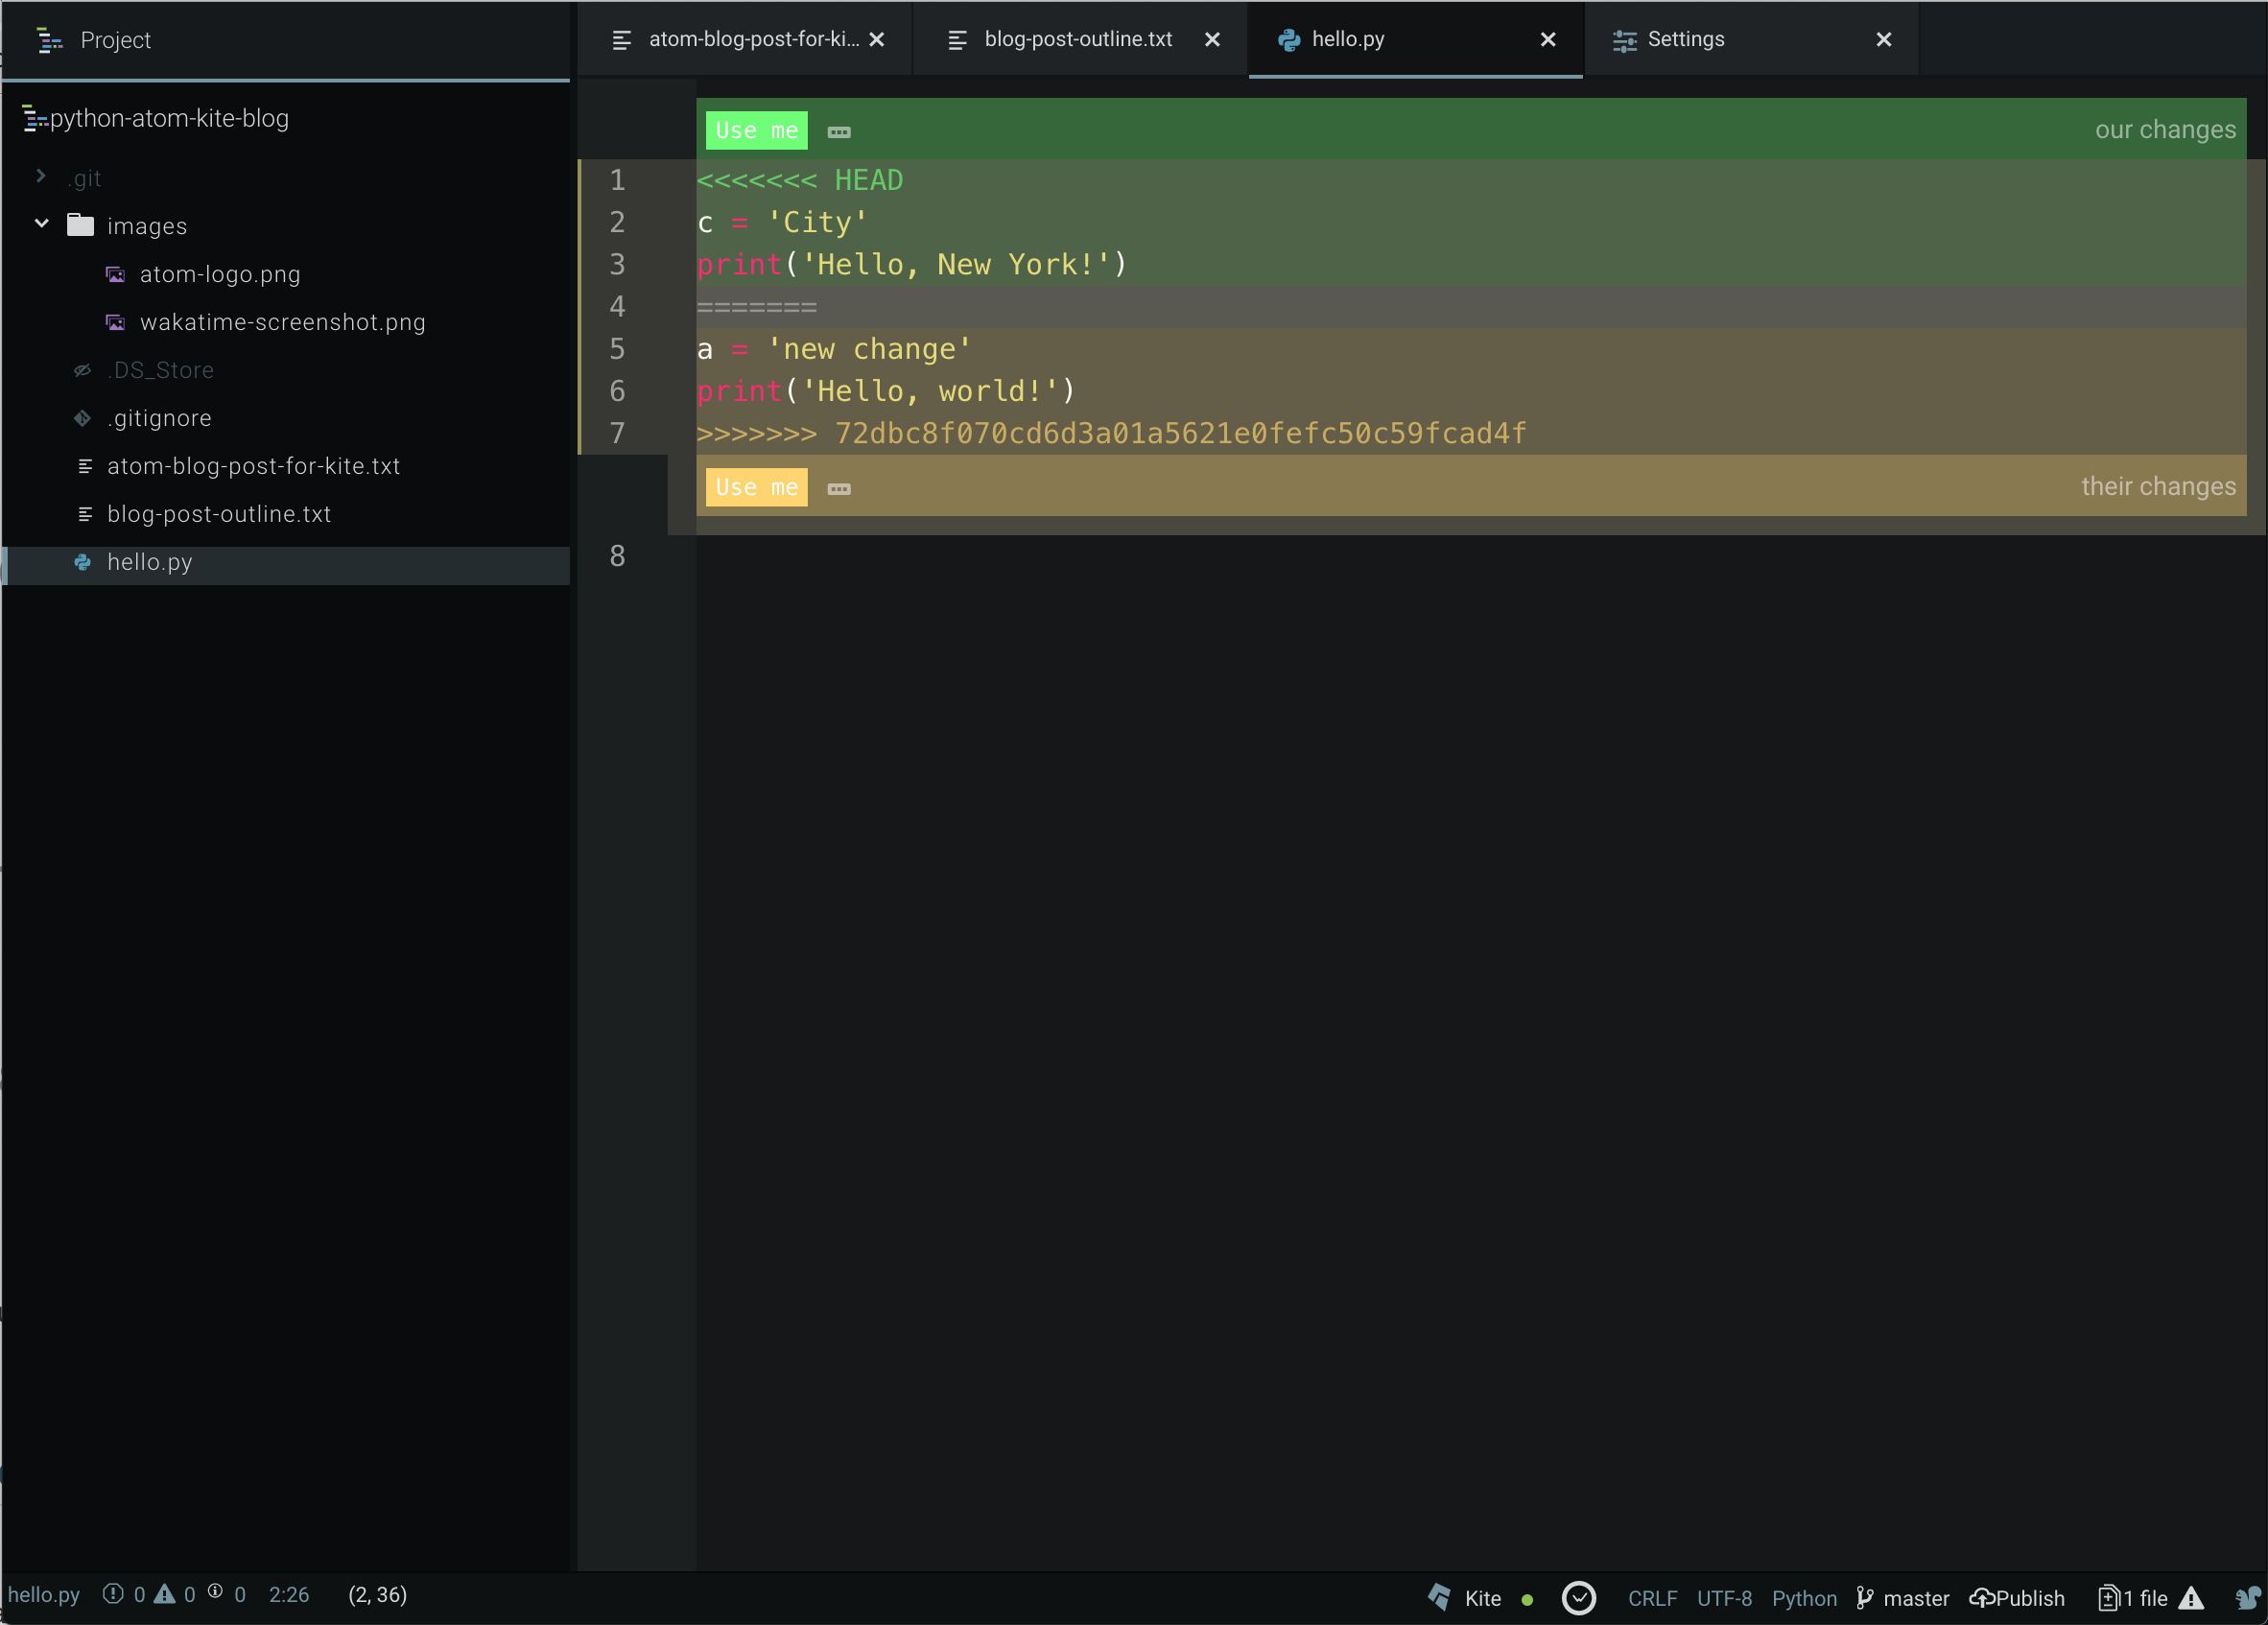 Project
atom-blog-post-for-ki...
blog-post-outline.txt
hello.py
Settings
python-atom-kite-blog
.git
images
atom-logo.png
wakatime-screenshot.png
.DS_Store
.gitignore
atom-blog-post-for-kite.txt
blog-post-outline.txt
hello.py
Use me
our changes
1 <<<<<<< HEAD
2 c = 'City'
3 print('Hello, New York!')
4 =======
5 a = 'new change'
6 print('Hello, world!')
7 >>>>>>> 72dbc8f070cd6d3a01a5621e0fefc50c59fcad4f
Use me
their changes
8
hello.py 0 0 0 2:26 (2, 36)
Kite CRLF UTF-8 Python master Publish 1 file